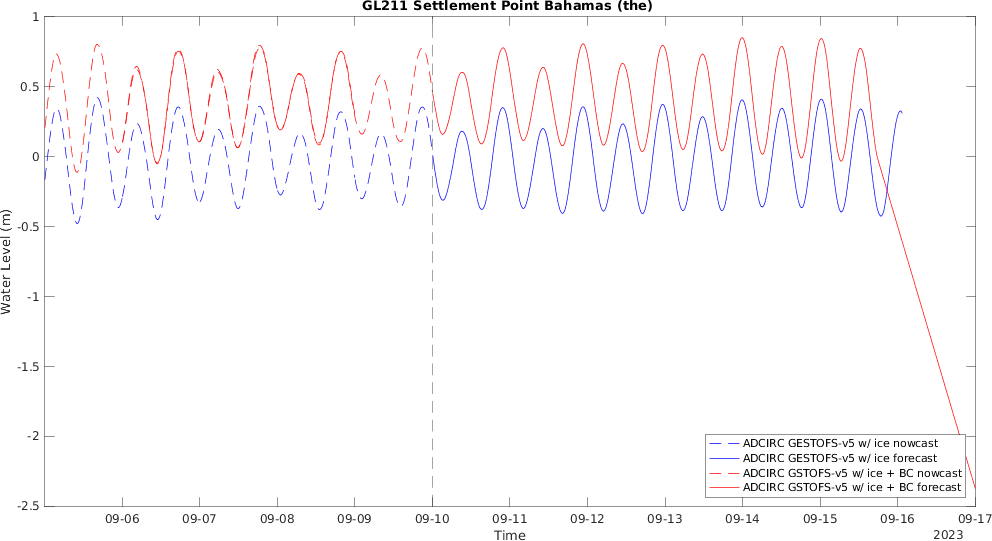 GL211 Settlement Point Bahamas (the)
Water Level (m)
1
0.5
0
-0.5
-1
-1.5
-2
-2.5
09-06 09-07 09-08 09-09 09-10 09-11 09-12 09-13 09-14 09-15 09-16 09-17
Time
2023
ADCIRC GESTOFS-v5 w/ ice nowcast
ADCIRC GESTOFS-v5 w/ ice forecast
ADCIRC GSTOFS-v5 w/ ice + BC nowcast
ADCIRC GSTOFS-v5 w/ ice + BC forecast